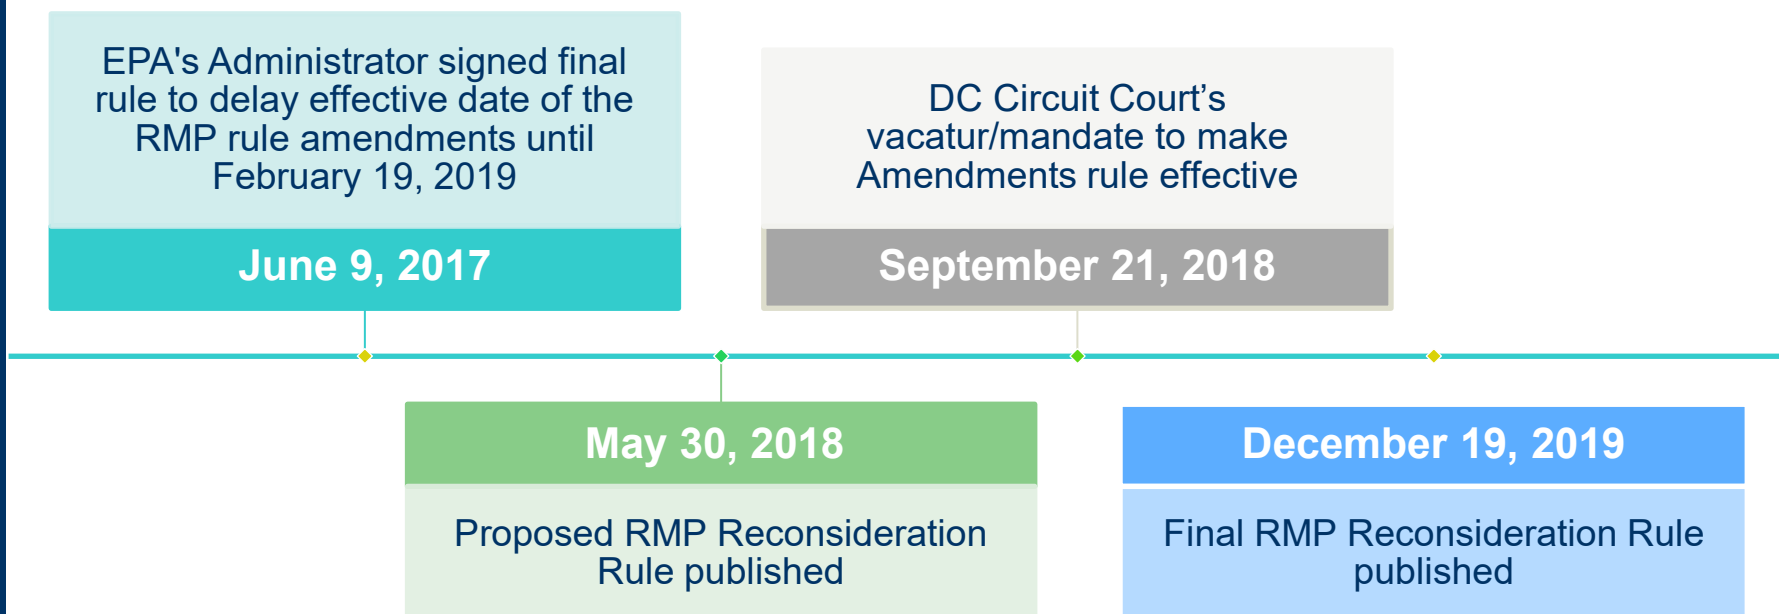 EPA's Administrator signed final
rule to delay effective date of the
RMP rule amendments until
February 19, 2019
June 9, 2017
DC Circuit Court’s
vacatur/mandate to make
Amendments rule effective
September 21, 2018
May 30, 2018
Proposed RMP Reconsideration
Rule published
December 19, 2019
Final RMP Reconsideration Rule
published